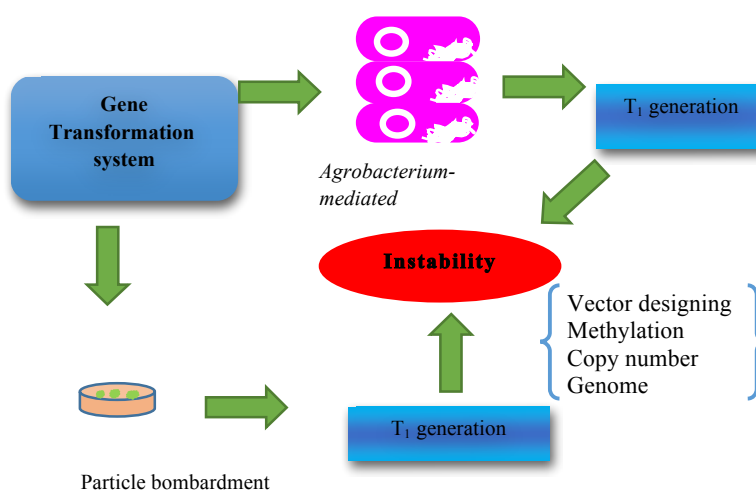 Gene
Transformation
system
Agrobacterium-
mediated
T₁ generation
Instability
Vector designing
Methylation
Copy number
Genome
T₁ generation
Particle bombardment